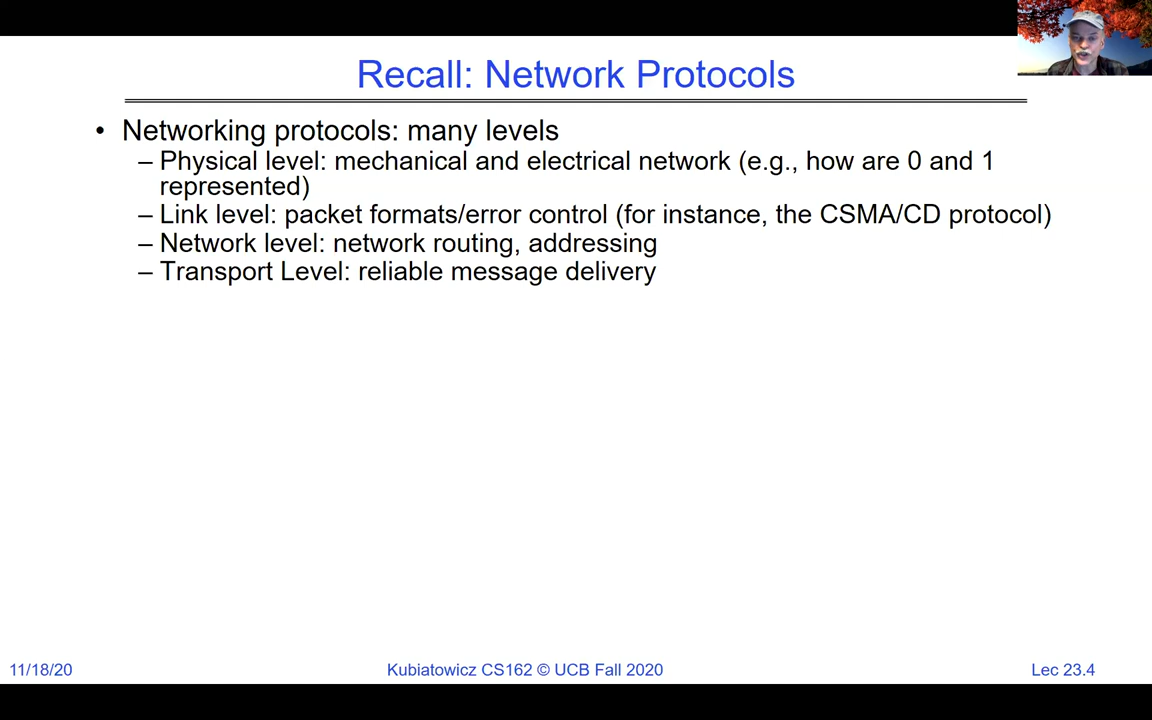 Recall: Network Protocols
• Networking protocols: many levels
– Physical level: mechanical and electrical network (e.g., how are 0 and 1
represented)
– Link level: packet formats/error control (for instance, the CSMA/CD protocol)
– Network level: network routing, addressing
– Transport Level: reliable message delivery
11/18/20
Kubiatowicz CS162 © UCB Fall 2020
Lec 23.4